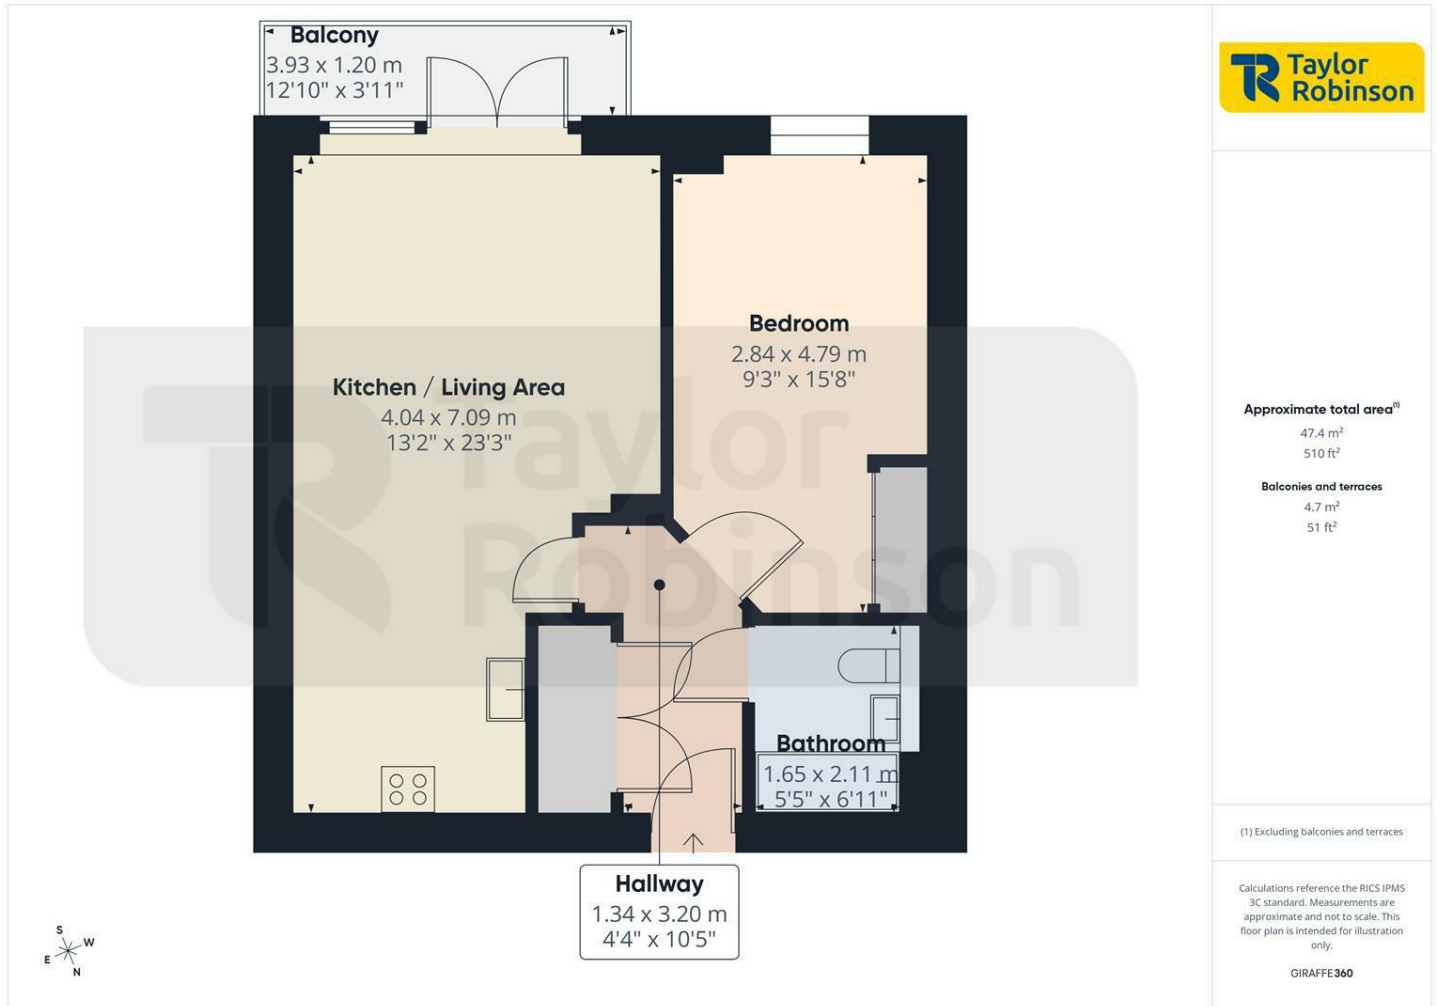 Balcony
3.93 x 1.20 m
12'10" x 3'11"
Kitchen / Living Area
4.04 x 7.09 m
13'2" x 23'3"
Bedroom
2.84 x 4.79 m
9'3" x 15'8"
Taylor
Robinson
Bathroom
1.65 x 2.11 m
5'5" x 6'11"
Hallway
1.34 x 3.20 m
4'4" x 10'5"
S
W
E
N
Taylor
Robinson
Approximate total area(1)
47.4 m²
510 ft²
Balconies and terraces
4.7 m²
51 ft²
(1) Excluding balconies and terraces
Calculations reference the RICS IPMS
3C standard. Measurements are
approximate and not to scale. This
floor plan is intended for illustration
only.
GIRAFFE360